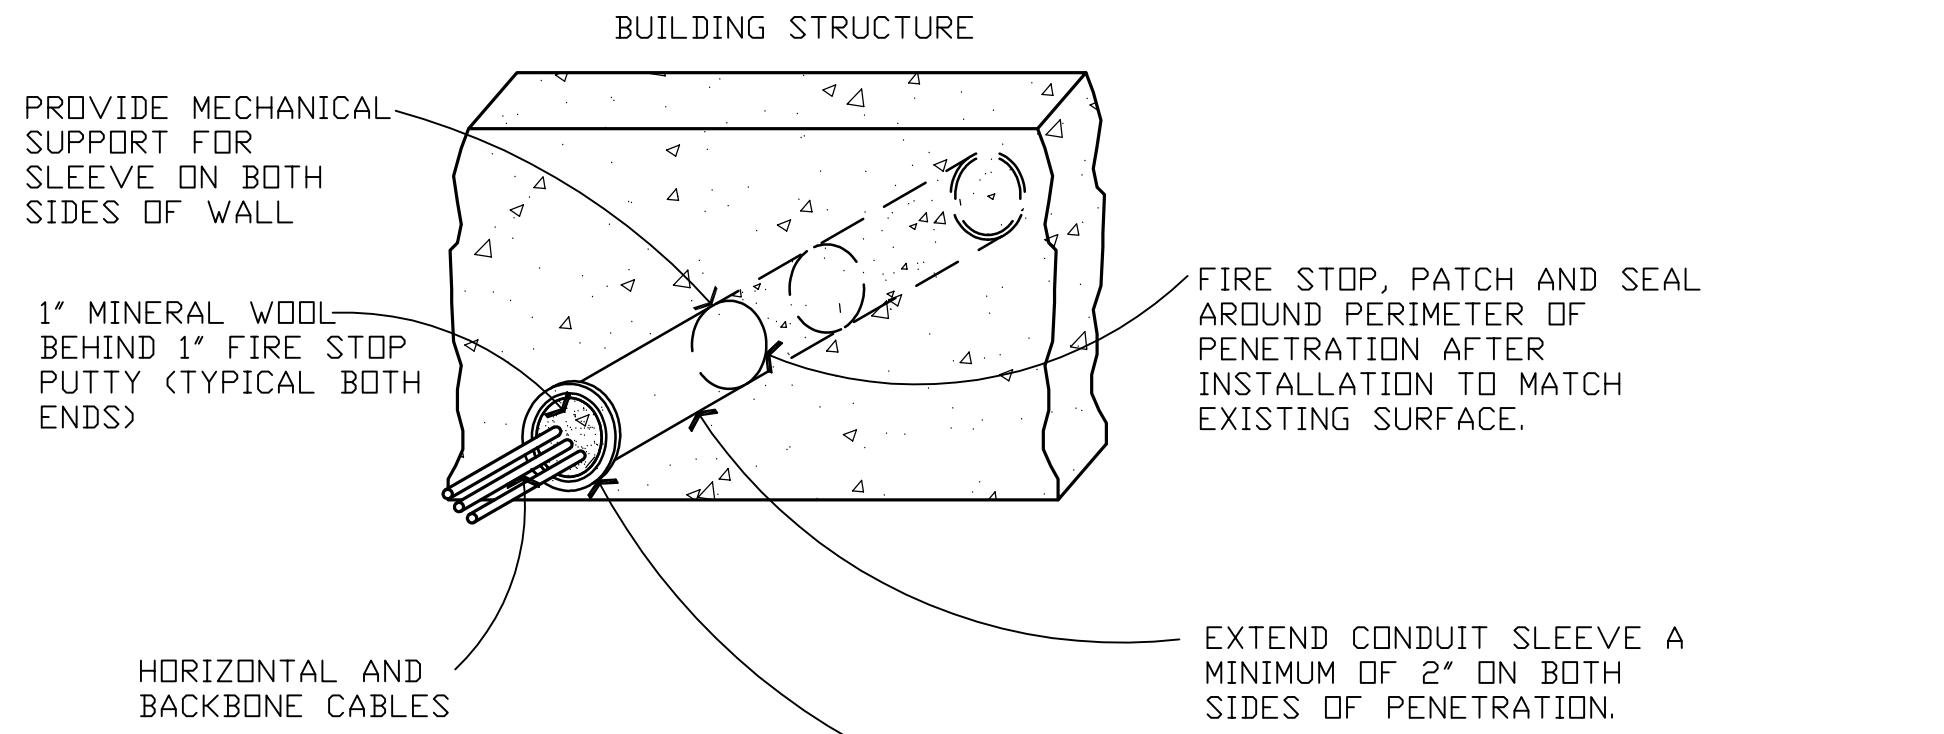 BUILDING STRUCTURE
PROVIDE MECHANICAL
SUPPORT FOR
SLEEVE ON BOTH
SIDES OF WALL
1" MINERAL WOOL
BEHIND 1" FIRE STOP
PUTTY (TYPICAL BOTH
ENDS)
FIRE STOP, PATCH AND SEAL
AROUND PERIMETER OF
PENETRATION AFTER
INSTALLATION TO MATCH
EXISTING SURFACE.
HORIZONTAL AND
BACKBONE CABLES
EXTEND CONDUIT SLEEVE A
MINIMUM OF 2" ON BOTH
SIDES OF PENETRATION.